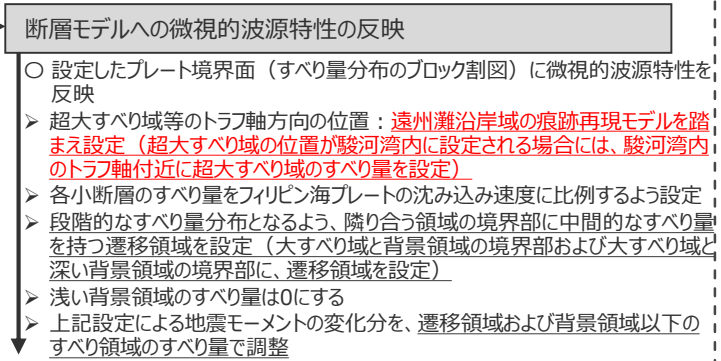 断層モデルへの微視的波源特性の反映
〇 設定したプレート境界面（すべり量分布のブロック割図）に微視的波源特性を
反映
➢ 超大すべり域等のトラフ軸方向の位置：遠州灘沿岸域の痕跡再現モデルを踏
まえ設定（超大すべり域の位置が駿河湾内に設定される場合には、駿河湾内
のトラフ軸付近に超大すべり域のすべり量を設定）
➢ 各小断層のすべり量をフィリピン海プレートの沈み込み速度に比例するよう設定
➢ 段階的なすべり量分布となるよう、隣り合う領域の境界部に中間的なすべり量
を持つ遷移領域を設定（大すべり域と背景領域の境界部および大すべり域と
深い背景領域の境界部に、遷移領域を設定）
➢ 浅い背景領域のすべり量は0にする
➢ 上記設定による地震モーメントの変化分を、遷移領域および背景領域以下の
すべり領域のすべり量で調整